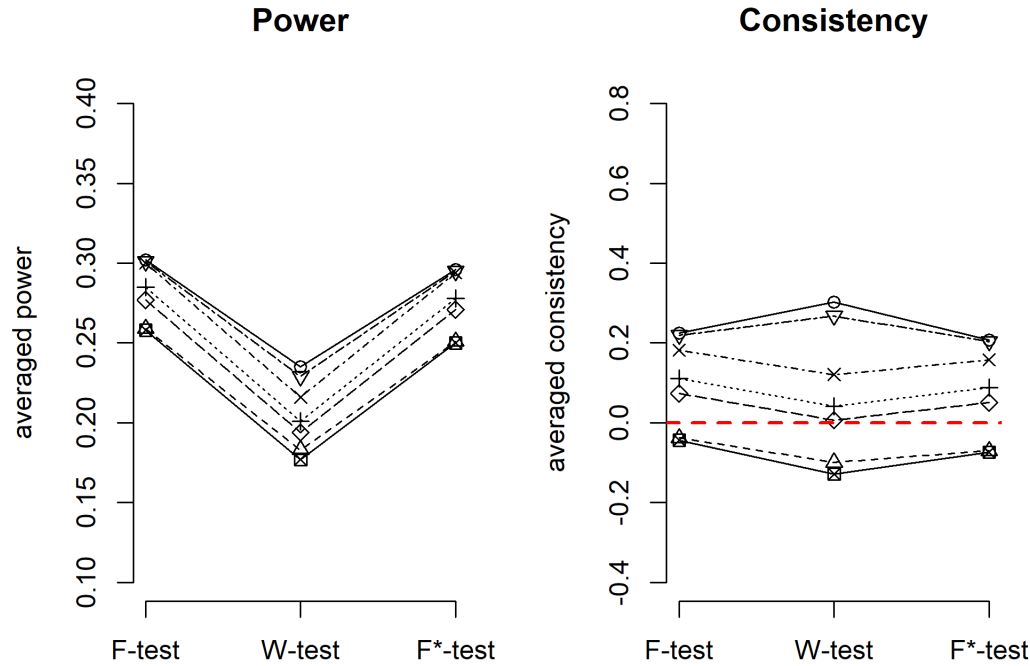 Power
averaged power
0.40
0.35
0.30
0.25
0.20
0.15
0.10
F-test
W-test
F*-test
Consistency
averaged consistency
0.8
0.6
0.4
0.2
0.0
-0.2
-0.4
F-test
W-test
F*-test